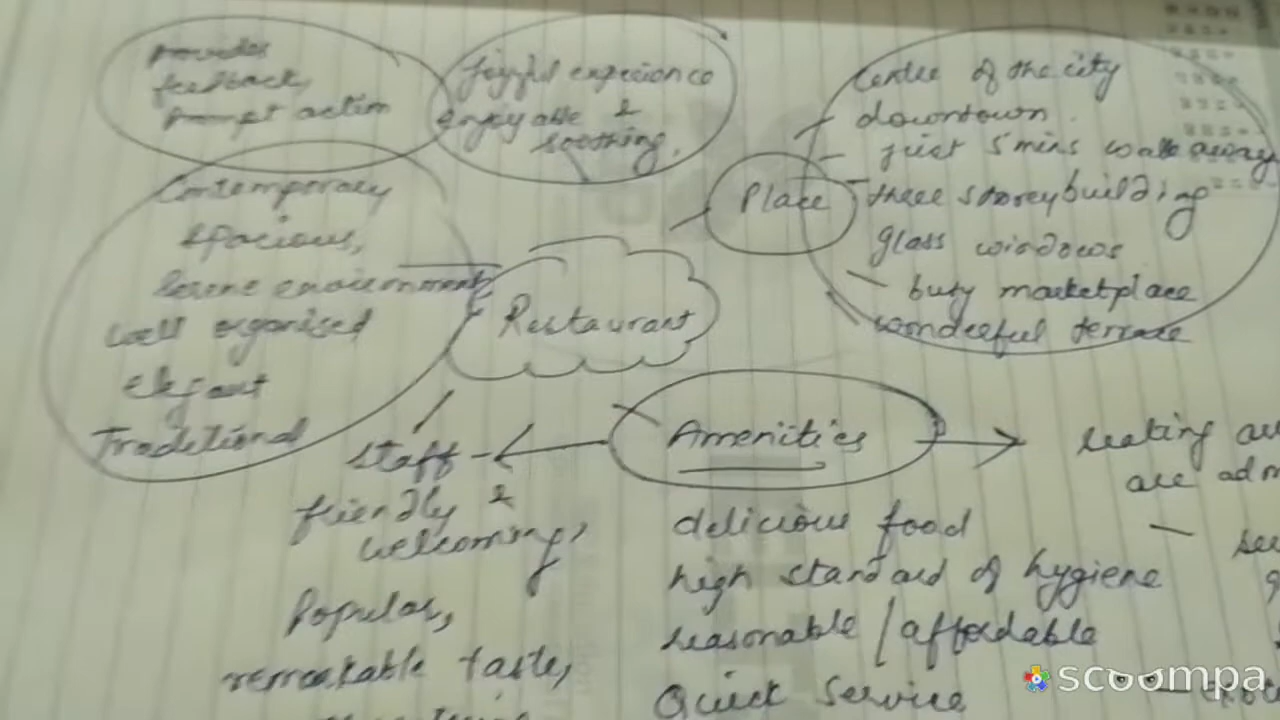 Provides
feedback,
prompt action
Joyful experience
enjoyable &
soothing.
Centre of the city
downtown.
just 5 mins walk away
three storey building
glass windows
busy marketplace
wonderful terrace
Place
Contemporary
spacious,
Serene environment
well organised
elegant
Traditional
Restaurant
Amenities
staff
friendly &
welcoming,
Popular,
remarkable taste,
delicious food
high standard of hygiene
reasonable / affordable
Quick Service
seating
are
scoompa